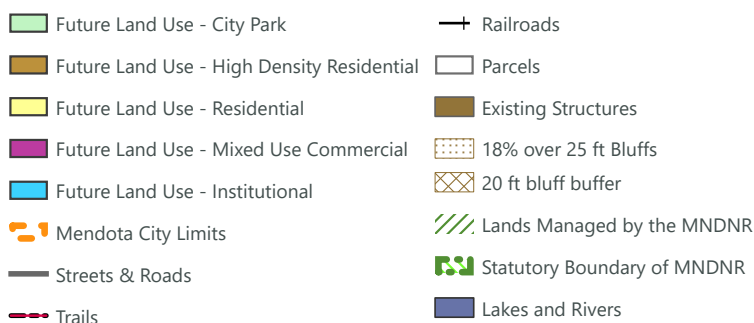 Future Land Use - City Park
Future Land Use - High Density Residential
Future Land Use - Residential
Future Land Use - Mixed Use Commercial
Future Land Use - Institutional
Mendota City Limits
Streets & Roads
Trails
Railroads
Parcels
Existing Structures
18% over 25 ft Bluffs
20 ft bluff buffer
Lands Managed by the MNDNR
Statutory Boundary of MNDNR
Lakes and Rivers